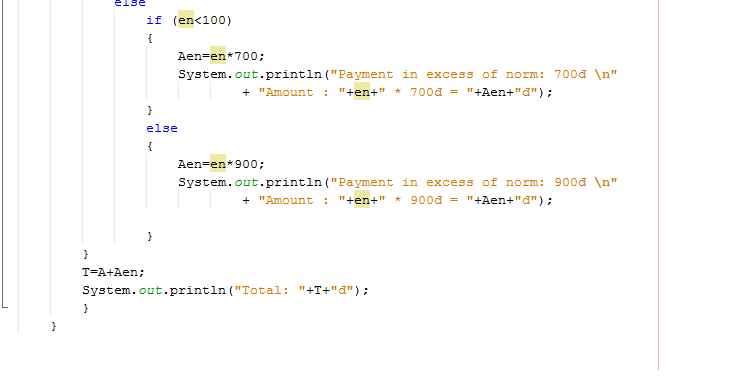 else
if (en<100)
{
Aen=en*700;
System.out.println("Payment in excess of norm: 700đ \n"
+ "Amount : "+en+" * 700đ = "+Aen+"đ");
}
else
{
Aen=en*900;
System.out.println("Payment in excess of norm: 900đ \n"
+ "Amount : "+en+" * 900đ = "+Aen+"đ");
}
}
T=A+Aen;
System.out.println("Total: "+T+"đ");
}
}